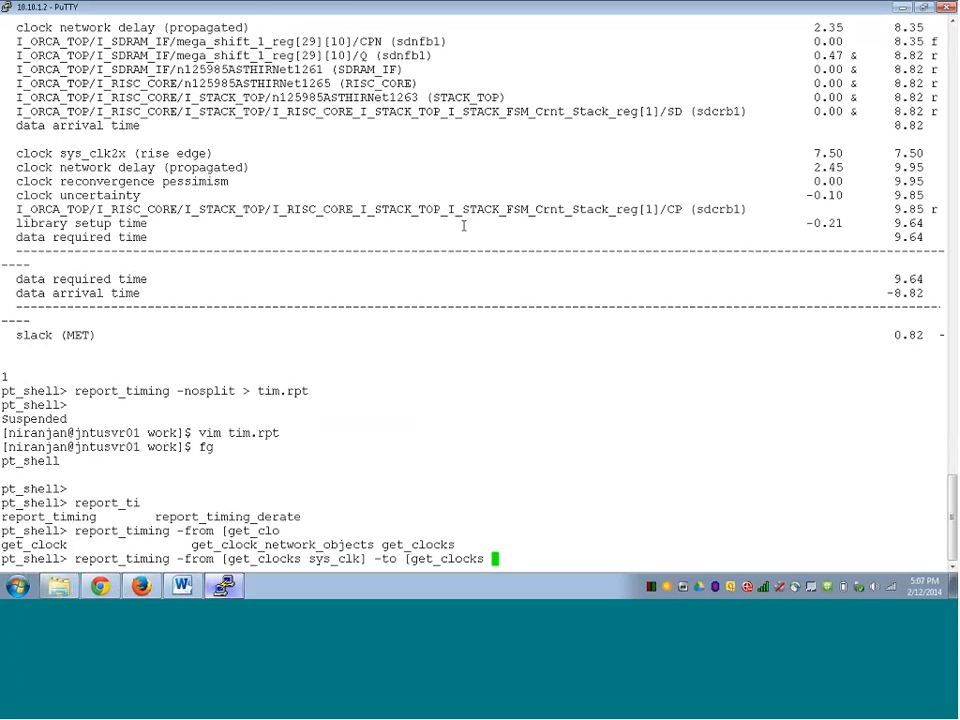 10.10.1.2 - PuTTY
clock network delay (propagated) 2.35 8.35
I_ORCA_TOP/I_SDRAM_IF/mega_shift_1_reg[29][10]/CPN (sdnfb1) 0.00 8.35 f
I_ORCA_TOP/I_SDRAM_IF/mega_shift_1_reg[29][10]/Q (sdnfb1) 0.47 & 8.82 r
I_ORCA_TOP/I_SDRAM_IF/n125985ASTHIRNet1261 (SDRAM_IF) 0.00 & 8.82 r
I_ORCA_TOP/I_RISC_CORE/n125985ASTHIRNet1265 (RISC_CORE) 0.00 & 8.82 r
I_ORCA_TOP/I_RISC_CORE/I_STACK_TOP/n125985ASTHIRNet1263 (STACK_TOP) 0.00 & 8.82 r
I_ORCA_TOP/I_RISC_CORE/I_STACK_TOP/I_RISC_CORE_I_STACK_TOP_I_STACK_FSM_Crnt_Stack_reg[1]/SD (sdcrb1) 0.00 & 8.82 r
data arrival time 8.82
clock sys_clk2x (rise edge) 7.50 7.50
clock network delay (propagated) 2.45 9.95
clock reconvergence pessimism 0.00 9.95
clock uncertainty -0.10 9.85
I_ORCA_TOP/I_RISC_CORE/I_STACK_TOP/I_RISC_CORE_I_STACK_TOP_I_STACK_FSM_Crnt_Stack_reg[1]/CP (sdcrb1) 9.85 r
library setup time -0.21 9.64
data required time 9.64
----
data required time 9.64
data arrival time -8.82
----
slack (MET) 0.82 -
1
pt_shell> report_timing -nosplit > tim.rpt
pt_shell>
Suspended
[niranjan@jntusvr01 work]$ vim tim.rpt
[niranjan@jntusvr01 work]$ fg
pt_shell
pt_shell>
pt_shell> report_ti
report_timing report_timing_derate
pt_shell> report_timing -from [get_clo
get_clock get_clock_network_objects get_clocks
pt_shell> report_timing -from [get_clocks sys_clk] -to [get_clocks
5:07 PM
2/12/2014